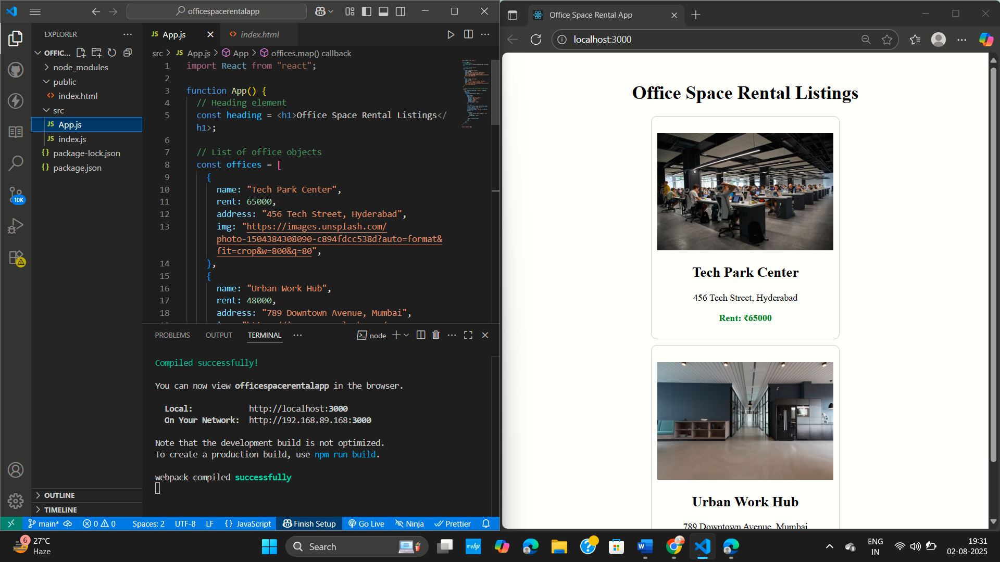 officespacerentalapp
EXPLORER
OFFIC...
node_modules
public
index.html
src
App.js
index.js
package-lock.json
package.json
10K
OUTLINE
TIMELINE
JS App.js
index.html
src > JS App.js > App > offices.map() callback
1 import React from "react";
2
3 function App() {
4 // Heading element
5 const heading = <h1>Office Space Rental Listings</
h1>;
6
7 // List of office objects
8 const offices = [
9 {
10 name: "Tech Park Center",
11 rent: 65000,
12 address: "456 Tech Street, Hyderabad",
13 img: "https://images.unsplash.com/
photo-1504384308090-c894fdcc538d?auto=format&
fit=crop&w=800&q=80",
14 },
15 {
16 name: "Urban Work Hub",
17 rent: 48000,
18 address: "789 Downtown Avenue, Mumbai",
PROBLEMS OUTPUT TERMINAL ... node
Compiled successfully!
You can now view officespacerentalapp in the browser.
Local: http://localhost:3000
On Your Network: http://192.168.89.168:3000
Note that the development build is not optimized.
To create a production build, use npm run build.
webpack compiled successfully
main* 0 0 Spaces: 2 UTF-8 LF {} JavaScript Finish Setup Go Live Ninja Prettier
Office Space Rental App
localhost:3000
Office Space Rental Listings
Tech Park Center
456 Tech Street, Hyderabad
Rent: ₹65000
Urban Work Hub
789 Downtown Avenue, Mumbai
6
27°C
Haze
Search
myhp
ENG
IN
19:31
02-08-2025